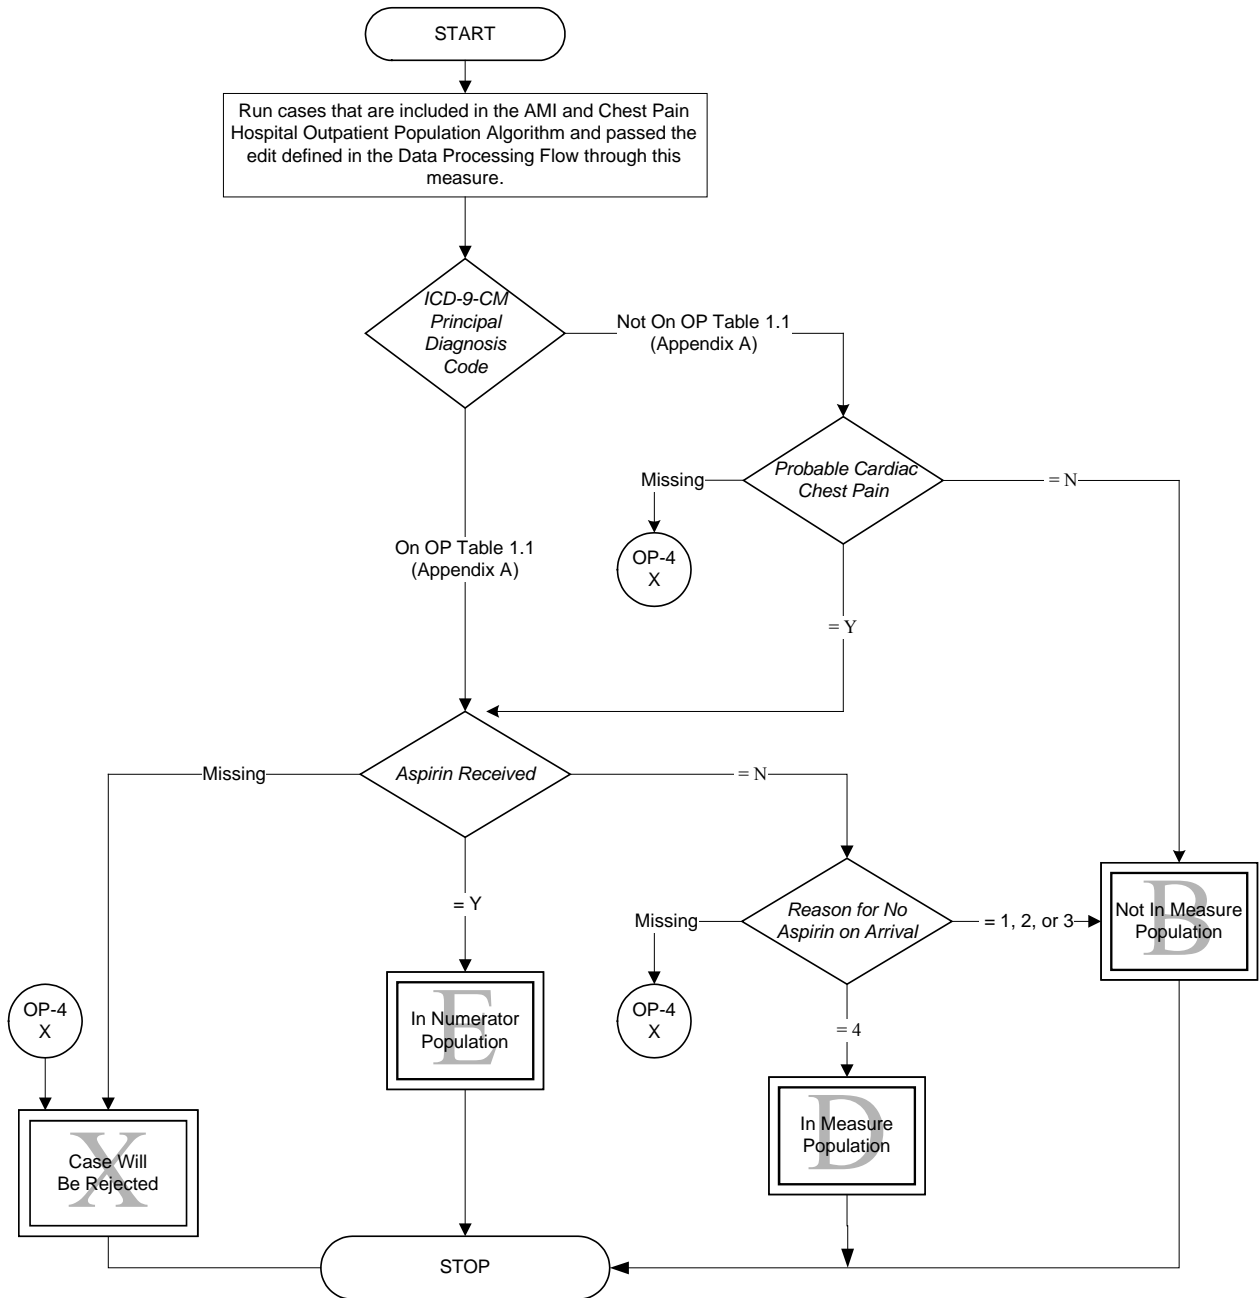 START
Run cases that are included in the AMI and Chest Pain
Hospital Outpatient Population Algorithm and passed the
edit defined in the Data Processing Flow through this
measure.
ICD-9-CM
Principal
Diagnosis
Code
Not On OP Table 1.1
(Appendix A)
Probable Cardiac
Chest Pain
Missing
= N
OP-4
X
On OP Table 1.1
(Appendix A)
= Y
Aspirin Received
Missing
= N
= Y
Reason for No
Aspirin on Arrival
Missing
= 1, 2, or 3
B
Not In Measure
Population
OP-4
X
E
In Numerator
Population
OP-4
X
= 4
D
In Measure
Population
X
Case Will
Be Rejected
STOP